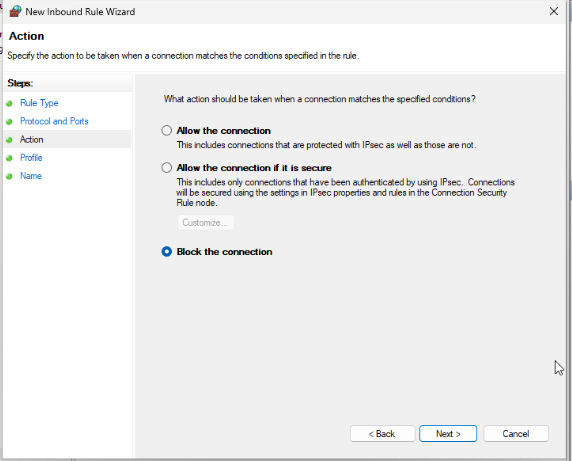 New Inbound Rule Wizard
Action
Specify the action to be taken when a connection matches the conditions specified in the rule.
Steps:
Rule Type
Protocol and Ports
Action
Profile
Name
What action should be taken when a connection matches the specified conditions?
Allow the connection
This includes connections that are protected with IPsec as well as those are not.
Allow the connection if it is secure
This includes only connections that have been authenticated by using IPsec. Connections
will be secured using the settings in IPsec properties and rules in the Connection Security
Rule node.
Customize...
Block the connection
< Back
Next >
Cancel